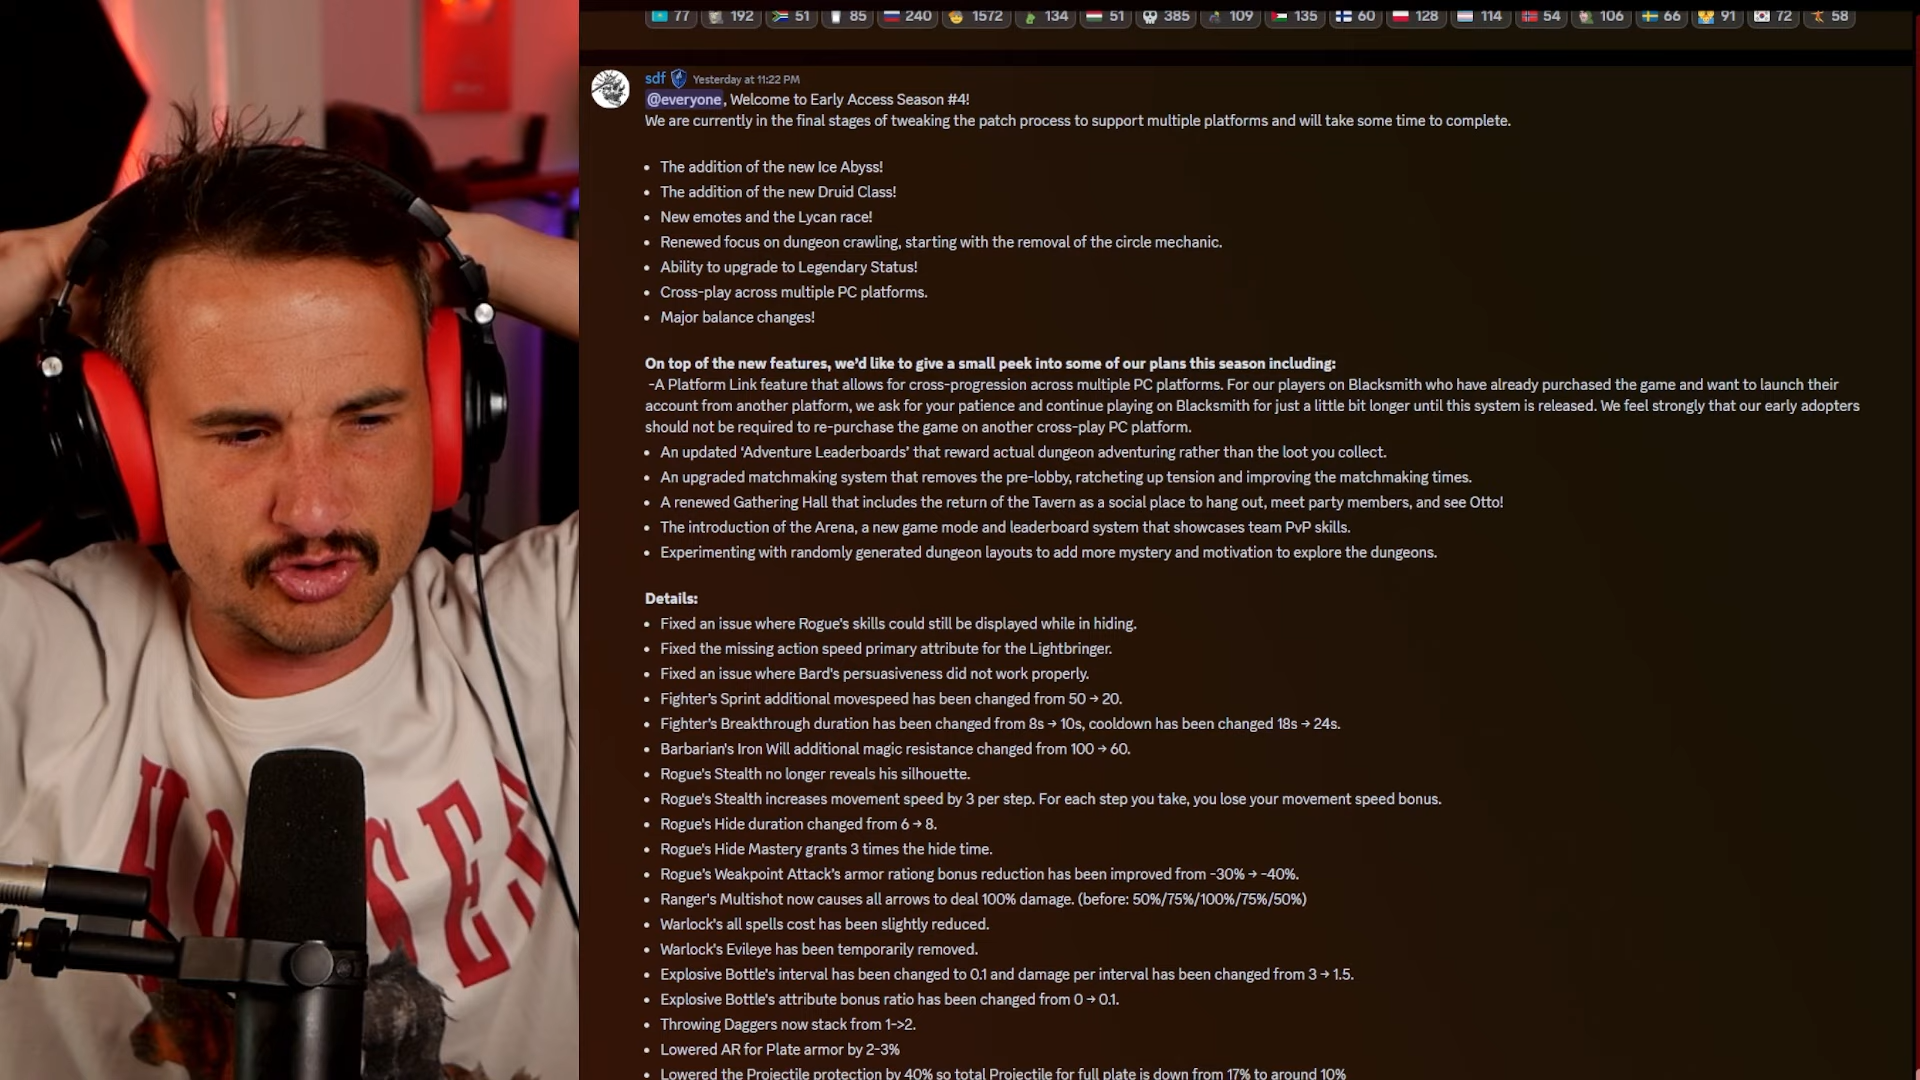 77 192 51 85 240 1572 134 51 385 109 135 60 128 114 54 106 66 91 72 58
sdf Yesterday at 11:22 PM
@everyone, Welcome to Early Access Season #4!
We are currently in the final stages of tweaking the patch process to support multiple platforms and will take some time to complete.
• The addition of the new Ice Abyss!
• The addition of the new Druid Class!
• New emotes and the Lycan race!
• Renewed focus on dungeon crawling, starting with the removal of the circle mechanic.
• Ability to upgrade to Legendary Status!
• Cross-play across multiple PC platforms.
• Major balance changes!
On top of the new features, we'd like to give a small peek into some of our plans this season including:
-A Platform Link feature that allows for cross-progression across multiple PC platforms. For our players on Blacksmith who have already purchased the game and want to launch their
account from another platform, we ask for your patience and continue playing on Blacksmith for just a little bit longer until this system is released. We feel strongly that our early adopters
should not be required to re-purchase the game on another cross-play PC platform.
• An updated 'Adventure Leaderboards' that reward actual dungeon adventuring rather than the loot you collect.
• An upgraded matchmaking system that removes the pre-lobby, ratcheting up tension and improving the matchmaking times.
• A renewed Gathering Hall that includes the return of the Tavern as a social place to hang out, meet party members, and see Otto!
• The introduction of the Arena, a new game mode and leaderboard system that showcases team PvP skills.
• Experimenting with randomly generated dungeon layouts to add more mystery and motivation to explore the dungeons.
Details:
• Fixed an issue where Rogue's skills could still be displayed while in hiding.
• Fixed the missing action speed primary attribute for the Lightbringer.
• Fixed an issue where Bard's persuasiveness did not work properly.
• Fighter's Sprint additional movespeed has been changed from 50 → 20.
• Fighter's Breakthrough duration has been changed from 8s → 10s, cooldown has been changed 18s → 24s.
• Barbarian's Iron Will additional magic resistance changed from 100 → 60.
• Rogue's Stealth no longer reveals his silhouette.
• Rogue's Stealth increases movement speed by 3 per step. For each step you take, you lose your movement speed bonus.
• Rogue's Hide duration changed from 6 → 8.
• Rogue's Hide Mastery grants 3 times the hide time.
• Rogue's Weakpoint Attack's armor rationg bonus reduction has been improved from -30% → -40%.
• Ranger's Multishot now causes all arrows to deal 100% damage. (before: 50%/75%/100%/75%/50%)
• Warlock's all spells cost has been slightly reduced.
• Warlock's Evileye has been temporarily removed.
• Explosive Bottle's interval has been changed to 0.1 and damage per interval has been changed from 3 → 1.5.
• Explosive Bottle's attribute bonus ratio has been changed from 0 → 0.1.
• Throwing Daggers now stack from 1->2.
• Lowered AR for Plate armor by 2-3%
• Lowered the Projectile protection by 40% so total Projectile for full plate is down from 17% to around 10%